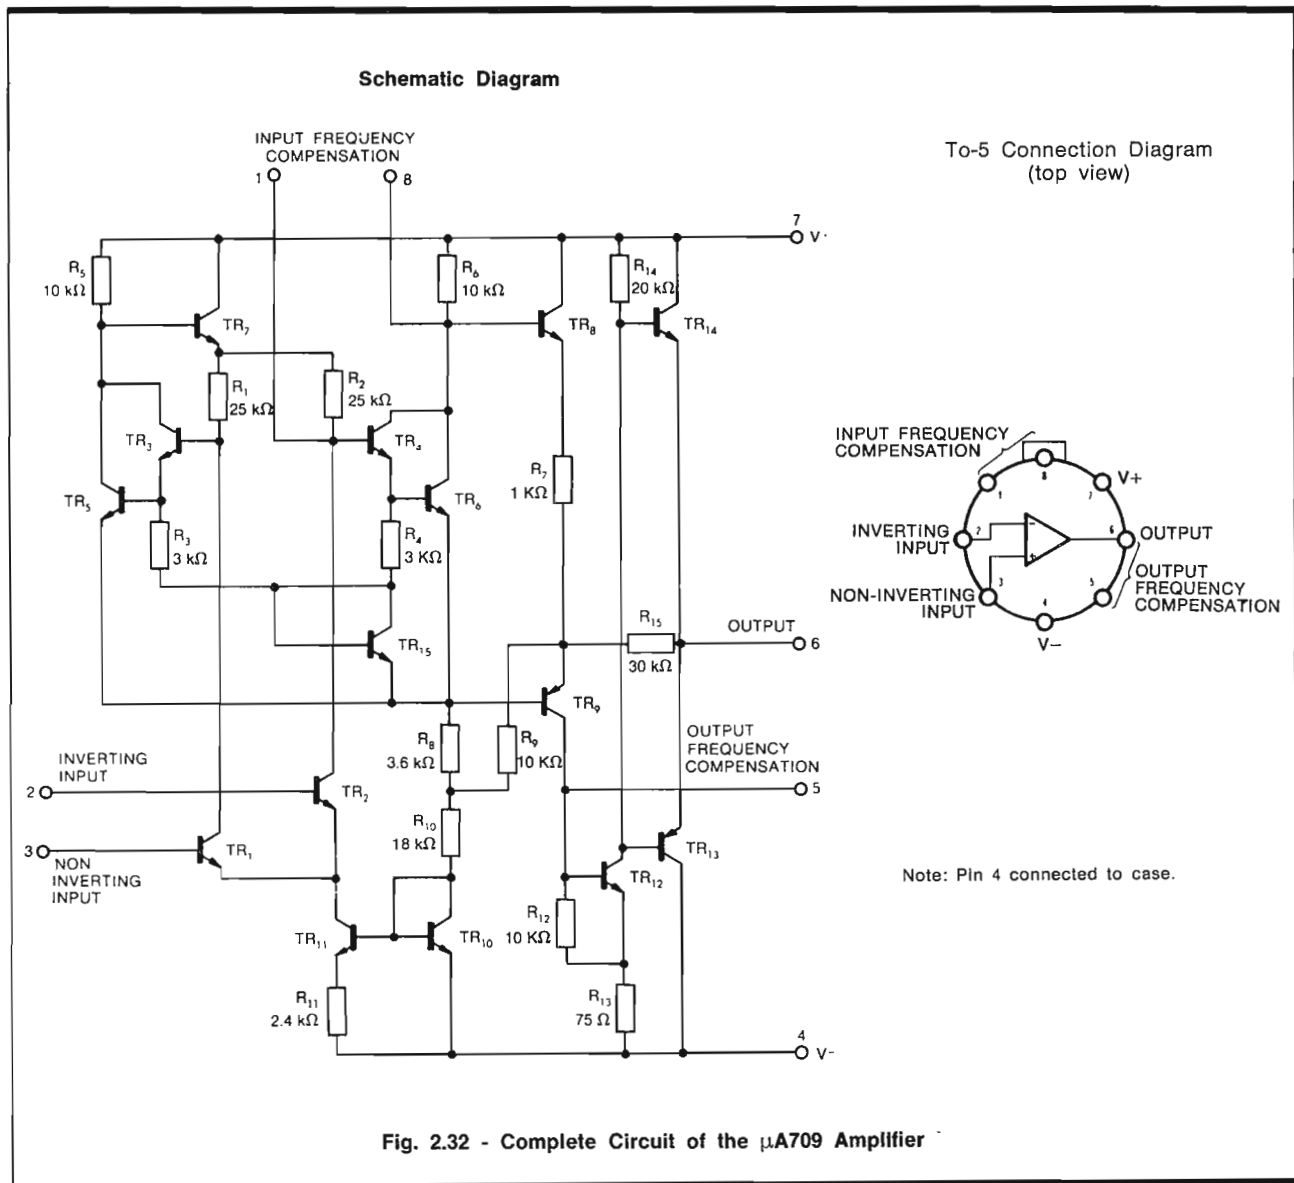 Schematic Diagram
INPUT FREQUENCY
COMPENSATION
1
8
To-5 Connection Diagram
(top view)
7
V+
R₅
10 kΩ
TR₇
R₁
25 kΩ
R₂
25 kΩ
R₆
10 kΩ
TR₈
R₁₄
20 kΩ
TR₁₄
TR₃
TR₄
TR₅
TR₆
R₃
3 kΩ
R₄
3 KΩ
R₇
1 KΩ
TR₁₅
R₁₅
30 kΩ
OUTPUT
6
TR₉
R₈
3.6 kΩ
R₉
10 KΩ
OUTPUT
FREQUENCY
COMPENSATION
5
INVERTING
INPUT
2
TR₂
R₁₀
18 kΩ
3
NON
INVERTING
INPUT
TR₁
TR₁₃
TR₁₂
R₁₂
10 KΩ
TR₁₁
TR₁₀
R₁₁
2.4 kΩ
R₁₃
75 Ω
4
V-
INPUT FREQUENCY
COMPENSATION
8
1
7
V+
INVERTING
INPUT
2
-
6
OUTPUT
+
NON-INVERTING
INPUT
3
5
OUTPUT
FREQUENCY
COMPENSATION
4
V-
Note: Pin 4 connected to case.
Fig. 2.32 - Complete Circuit of the µA709 Amplifier